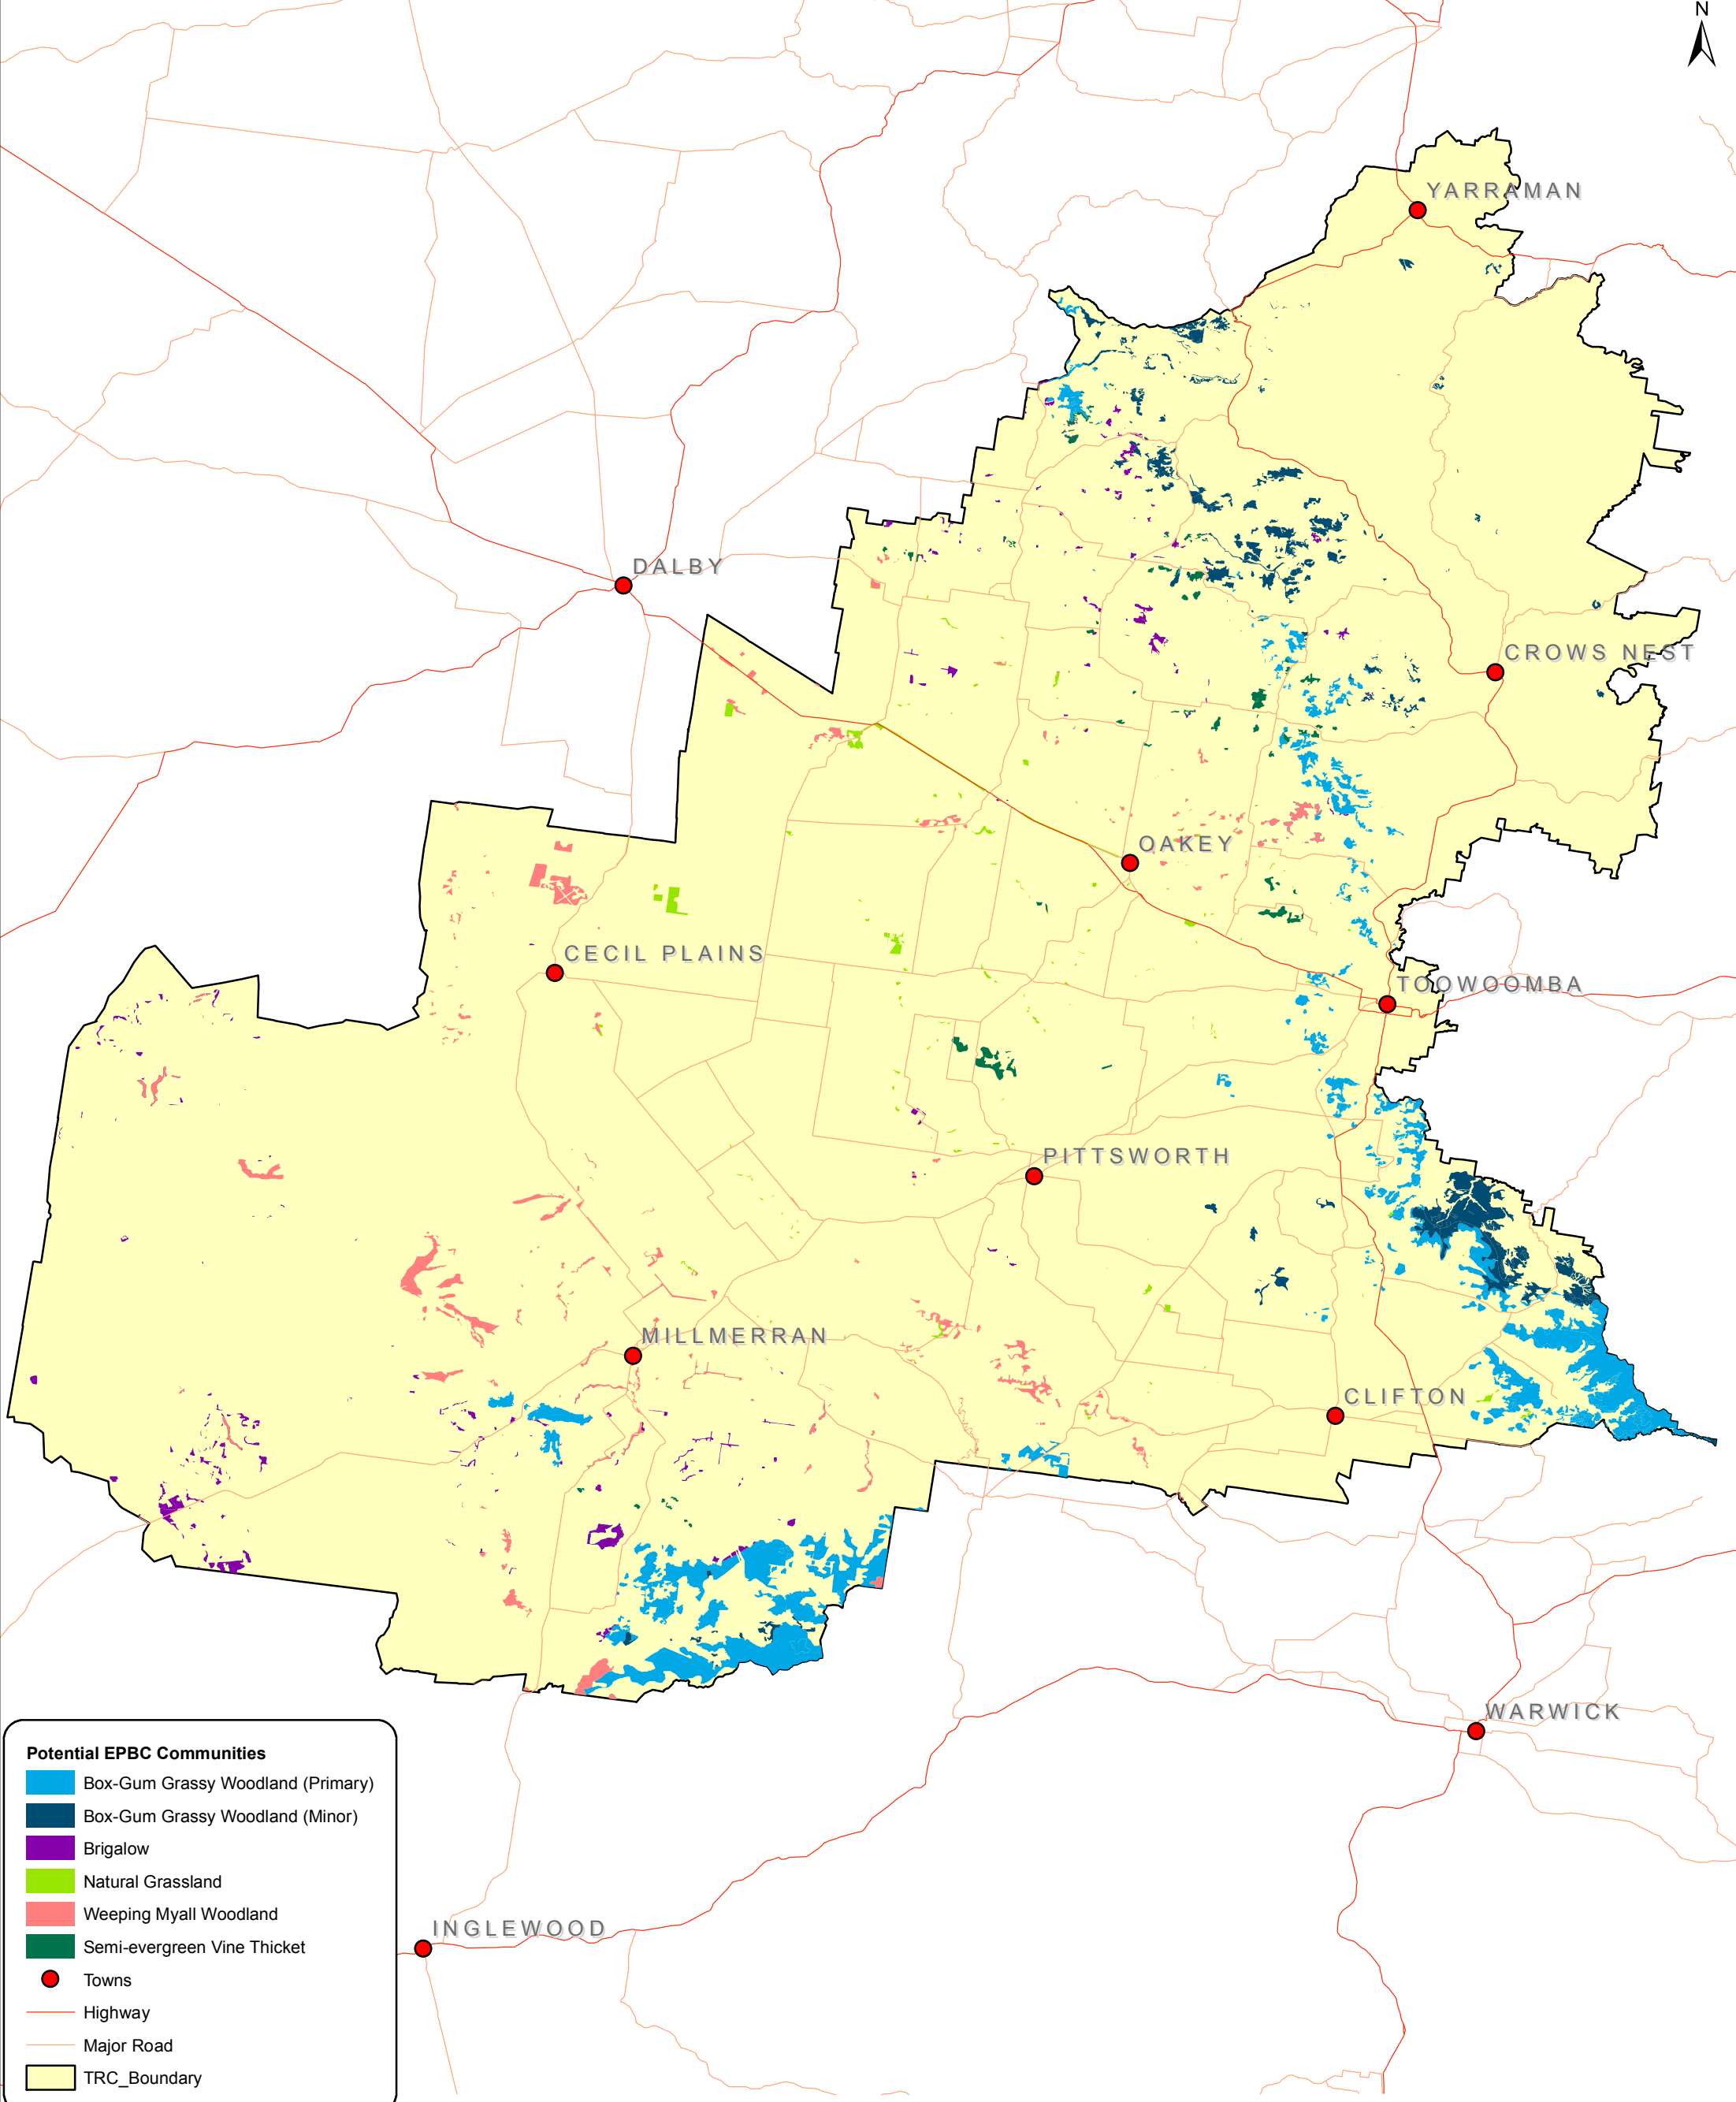 N
YARRAMAN
DALBY
CROWS NEST
OAKEY
CECIL PLAINS
TOOWOOMBA
PITTSWORTH
MILLMERRAN
CLIFTON
WARWICK
INGLEWOOD
Potential EPBC Communities
Box-Gum Grassy Woodland (Primary)
Box-Gum Grassy Woodland (Minor)
Brigalow
Natural Grassland
Weeping Myall Woodland
Semi-evergreen Vine Thicket
Towns
Highway
Major Road
TRC_Boundary